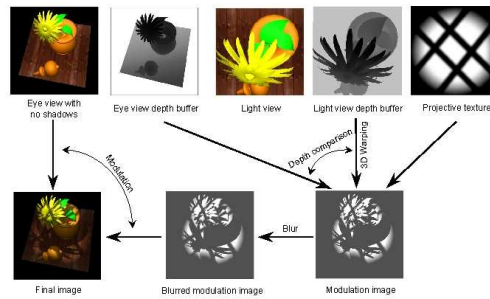 Eye view with
no shadows
Eye view depth buffer
Light view
Light view depth buffer
Projective texture
Modulation
Depth comparison
3D Warping
Blur
Final image
Blurred modulation image
Modulation image